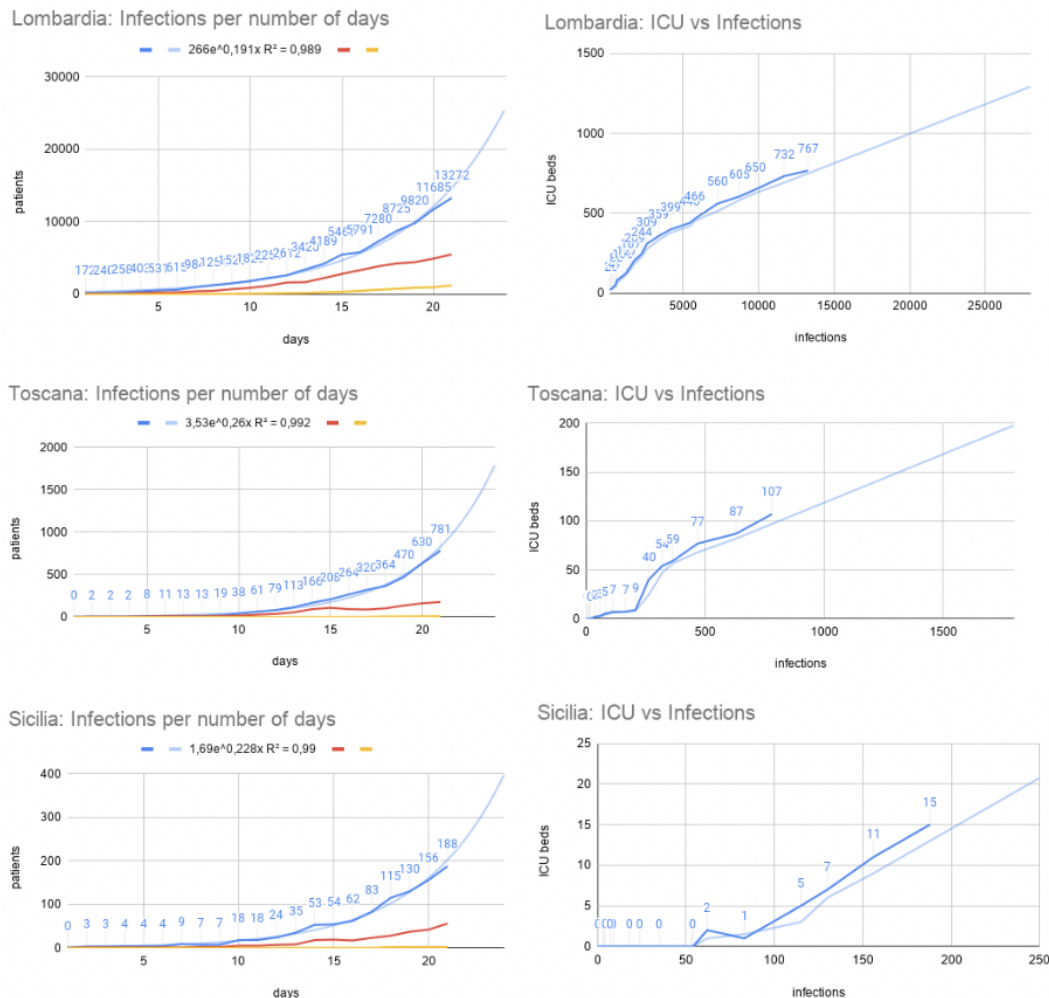 Lombardia: Infections per number of days
266e^0,191x R² = 0,989
patients
30000
20000
10000
0
13272
11685
9820
8725
7280
5791
4189
3420
5
10
15
20
days
Lombardia: ICU vs Infections
ICU beds
1500
1000
500
0
767
732
650
605
560
466
399
309
244
5000
10000
15000
20000
25000
infections
Toscana: Infections per number of days
3,53e^0,26x R² = 0,992
patients
2000
1500
1000
500
0
0 2 2 2 8 11 13 13 19 38 61 79 113 166 208 264 320 364 470 630 781
5
10
15
20
days
Toscana: ICU vs Infections
ICU beds
200
150
100
50
0
7 7 9 40 54 59 77 87 107
0
500
1000
1500
infections
Sicilia: Infections per number of days
1,69e^0,228x R² = 0,99
patients
400
300
200
100
0
0 3 3 4 4 4 9 7 7 18 18 24 35 53 54 62 83 115 130 156 188
5
10
15
20
days
Sicilia: ICU vs Infections
ICU beds
25
20
15
10
5
0
0 0 0 0 2 1 5 7 11 15
0
50
100
150
200
250
infections